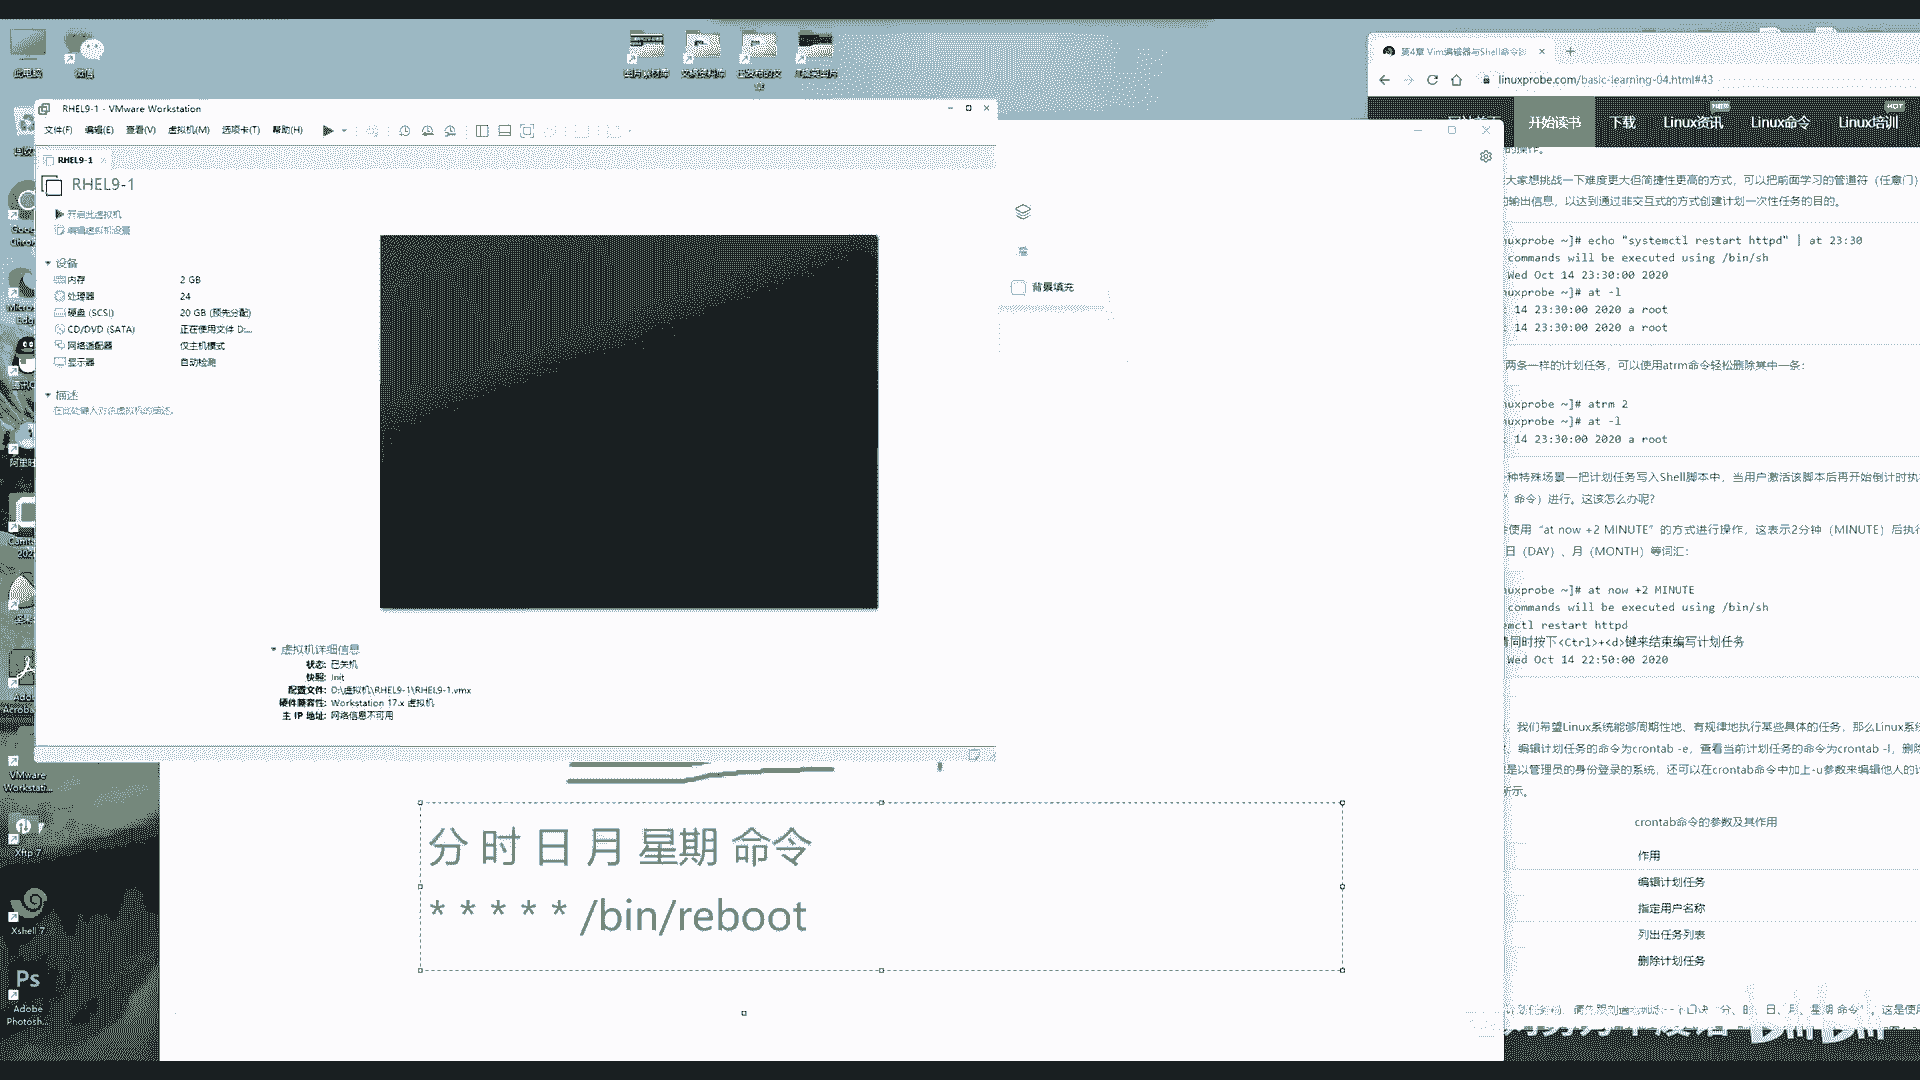 此电脑
微信
RHEL9-1 - VMware Workstation
文件(F) 编辑(E) 查看(V) 虚拟机(M) 选项卡(T) 帮助(H)
RHEL9-1
RHEL9-1
开启此虚拟机
编辑虚拟机设置
设备
内存 2 GB
处理器 24
硬盘 (SCSI) 20 GB (预先分配)
CD/DVD (SATA) 正在使用文件 D:...
网络适配器 仅主机模式
显示器 自动检测
描述
在此处键入对该虚拟机的描述。
虚拟机详细信息
状态: 已关机
快照: Init
配置文件: D:\虚拟机\RHEL9-1\RHEL9-1.vmx
硬件兼容性: Workstation 17.x 虚拟机
主 IP 地址: 网络信息不可用
VMware
Workstati...
Xftp 7
Xshell 7
Ps
Adobe
Photosh...
背景填充
分 时 日 月 星期 命令
* * * * * /bin/reboot
第4章 Vim编辑器与Shell命令
linuxprobe.com/basic-learning-04.html#43
开始读书 下载 Linux资讯 NEW Linux命令 Linux培训 HOT
的操作。
大家想挑战一下难度更大但简捷性更高的方式，可以把前面学习的管道符（任意门）
输出信息，以达到通过非交互式的方式创建计划一次性任务的目的。
uxprobe ~]# echo "systemctl restart httpd" | at 23:30
commands will be executed using /bin/sh
Wed Oct 14 23:30:00 2020
uxprobe ~]# at -l
14 23:30:00 2020 a root
14 23:30:00 2020 a root
两条一样的计划任务，可以使用atrm命令轻松删除其中一条：
uxprobe ~]# atrm 2
uxprobe ~]# at -l
14 23:30:00 2020 a root
种特殊场景—把计划任务写入Shell脚本中，当用户激活该脚本后再开始倒计时执
” 命令）进行。这该怎么办呢？
使用 “at now +2 MINUTE” 的方式进行操作，这表示2分钟（MINUTE）后执行
日（DAY）、月（MONTH）等词汇：
uxprobe ~]# at now +2 MINUTE
commands will be executed using /bin/sh
emctl restart httpd
同时按下<Ctrl>+<d>键来结束编写计划任务
Wed Oct 14 22:50:00 2020
，我们希望Linux系统能够周期性地、有规律地执行某些具体的任务，那么Linux系
、编辑计划任务的命令为crontab -e，查看当前计划任务的命令为crontab -l，删除
是以管理员的身份登录的系统，还可以在crontab命令中加上-u参数来编辑他人的计
所示。
crontab命令的参数及其作用
作用
编辑计划任务
指定用户名称
列出任务列表
删除计划任务
“分、时、日、月、星期 命令”。这是使用